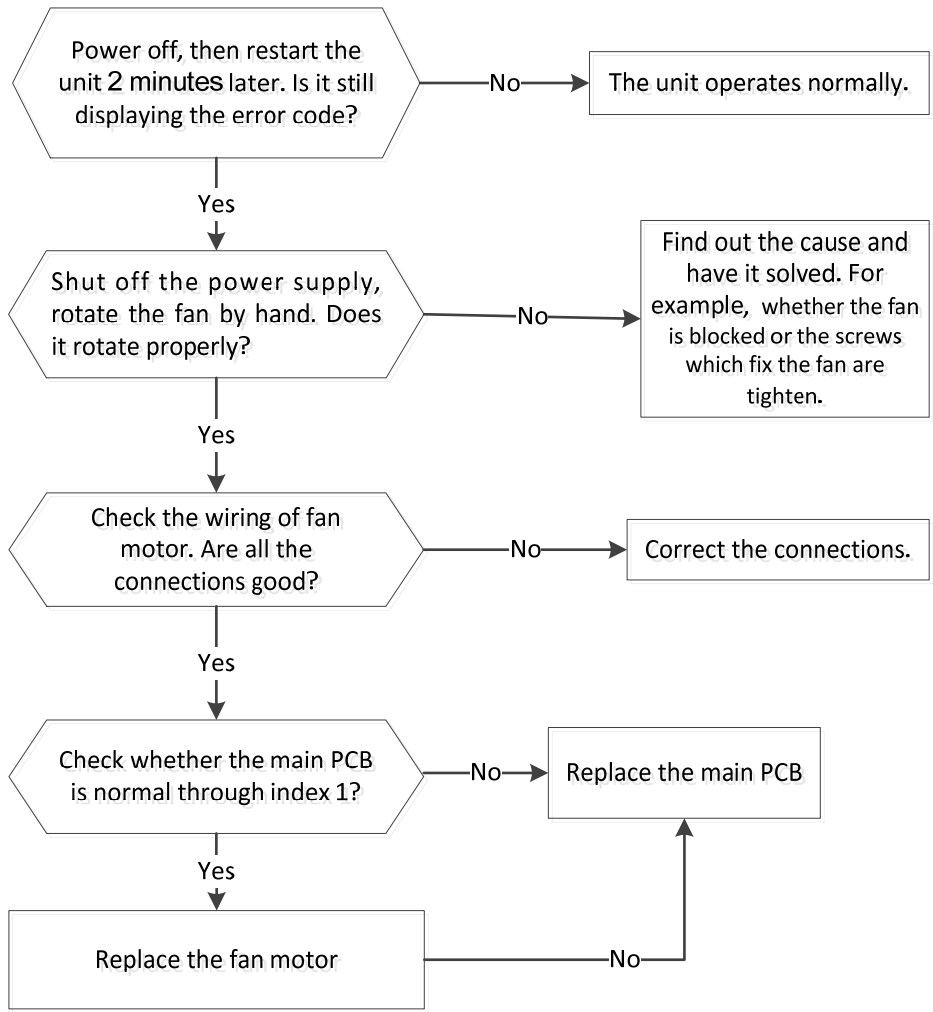 Power off, then restart the
unit 2 minutes later. Is it still
displaying the error code?
No
The unit operates normally.
Yes
Shut off the power supply,
rotate the fan by hand. Does
it rotate properly?
No
Find out the cause and
have it solved. For
example, whether the fan
is blocked or the screws
which fix the fan are
tighten.
Yes
Check the wiring of fan
motor. Are all the
connections good?
No
Correct the connections.
Yes
Check whether the main PCB
is normal through index 1?
No
Replace the main PCB
Yes
Replace the fan motor
No